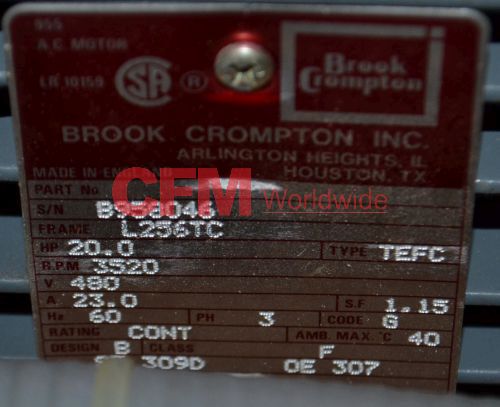 955
A.C. MOTOR
LR 10159
SA ®
Brook
Crompton
BROOK CROMPTON INC.
ARLINGTON HEIGHTS, IL
HOUSTON, TX
MADE IN
PART No
CFM Worldwide
S/N
FRAME L256TC
HP 20.0 TYPE TEFC
R.P.M 3520
V. 480
A 23.0 S.F 1.15
Hz 60 PH 3 CODE G
RATING CONT AMB. MAX. °C 40
DESIGN B CLASS F
309D OE 307